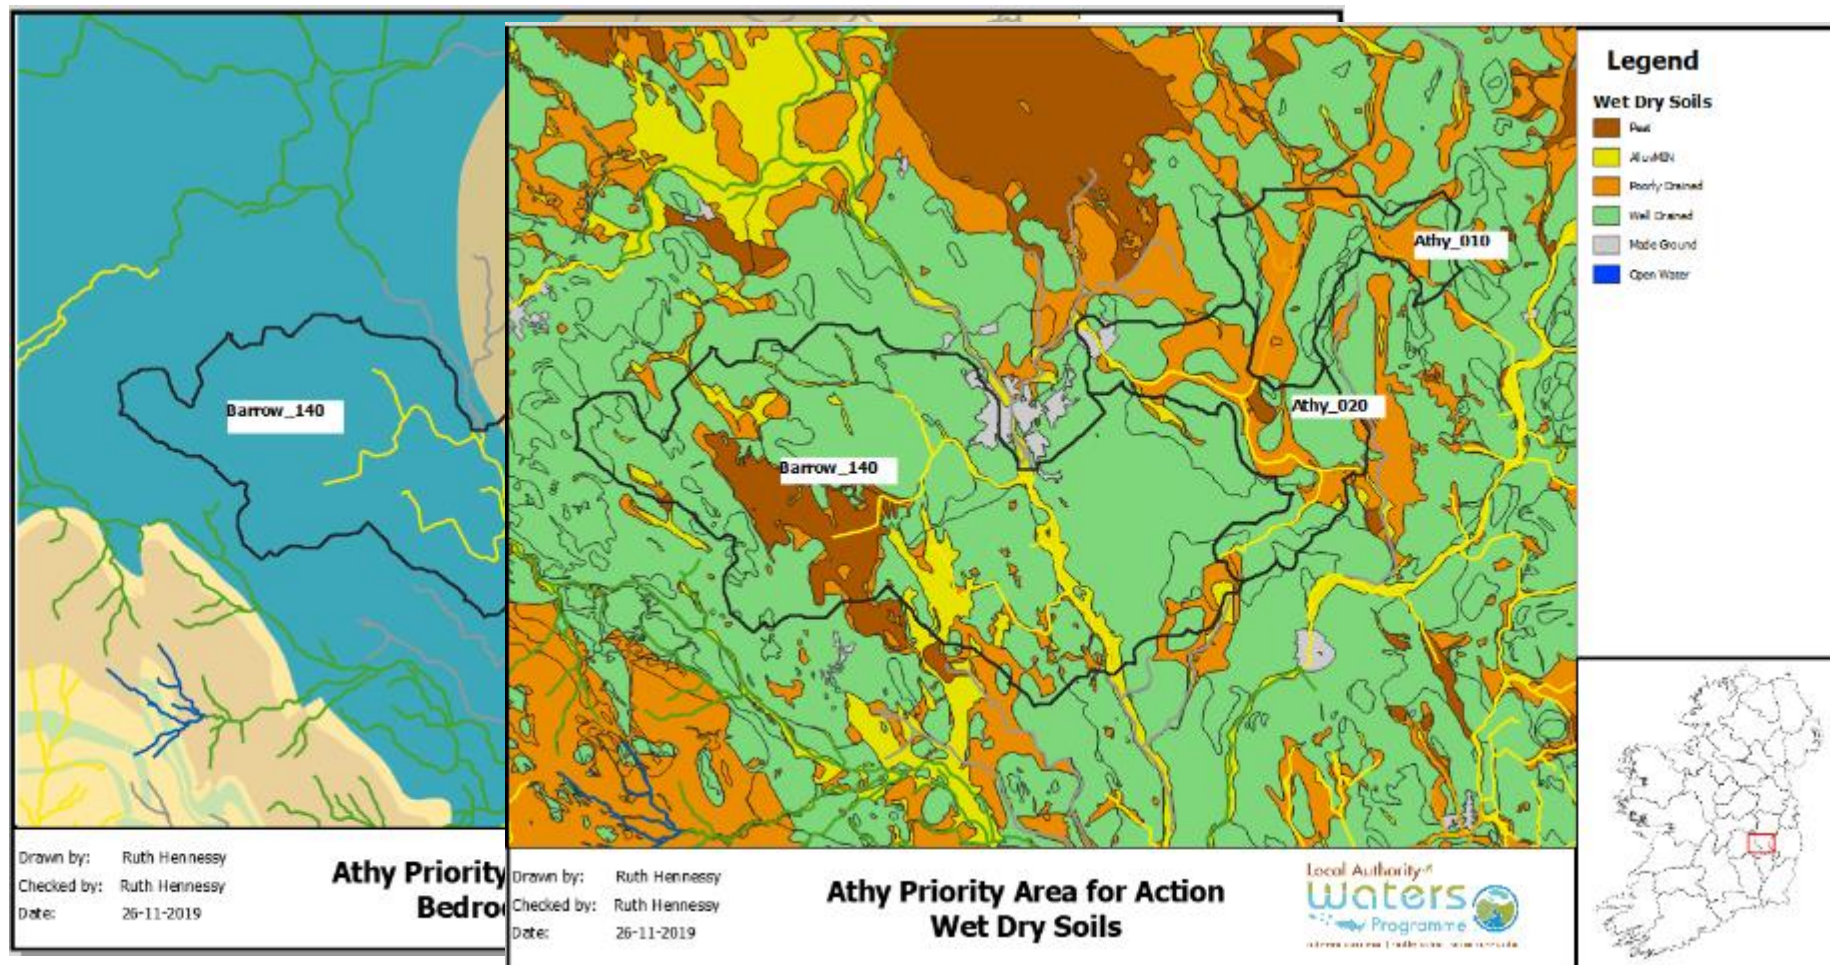 Barrow_140
Drawn by: Ruth Hennessy
Checked by: Ruth Hennessy
Date: 26-11-2019
Athy Priority
Bedro
Athy_010
Athy_020
Barrow_140
Legend
Wet Dry Soils
Peat
AlluvMIN
Poorly Drained
Well Drained
Made Ground
Open Water
Drawn by: Ruth Hennessy
Checked by: Ruth Hennessy
Date: 26-11-2019
Athy Priority Area for Action
Wet Dry Soils
Local Authority
Waters
Programme